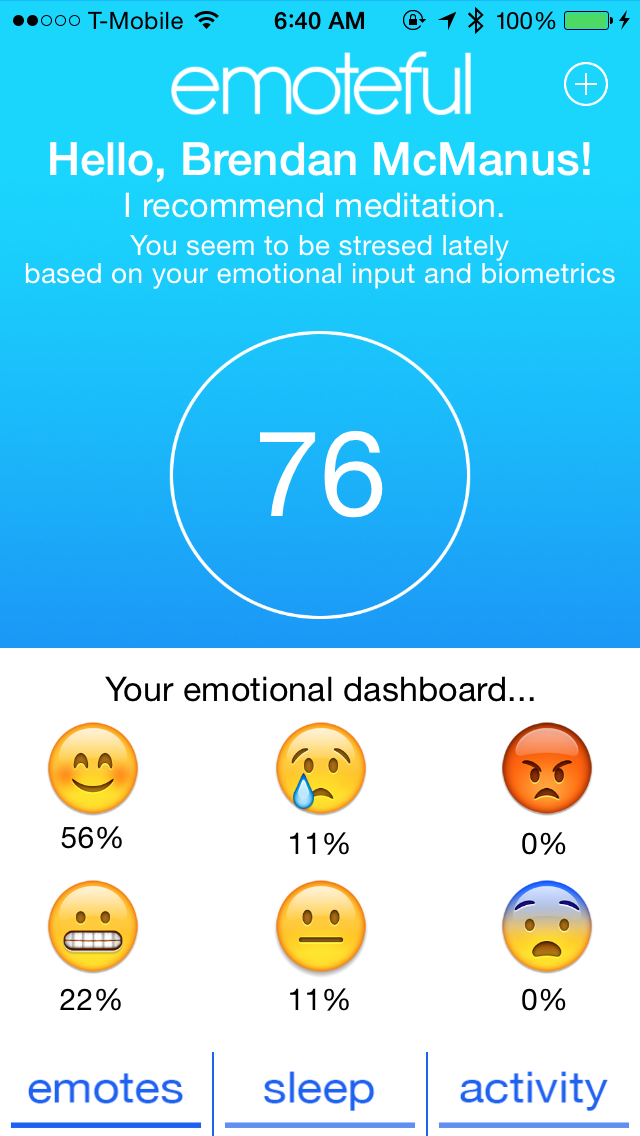 T-Mobile 6:40 AM 100%
emoteful
Hello, Brendan McManus!
I recommend meditation.
You seem to be stresed lately
based on your emotional input and biometrics
76
Your emotional dashboard...
56% 11% 0%
22% 11% 0%
emotes sleep activity